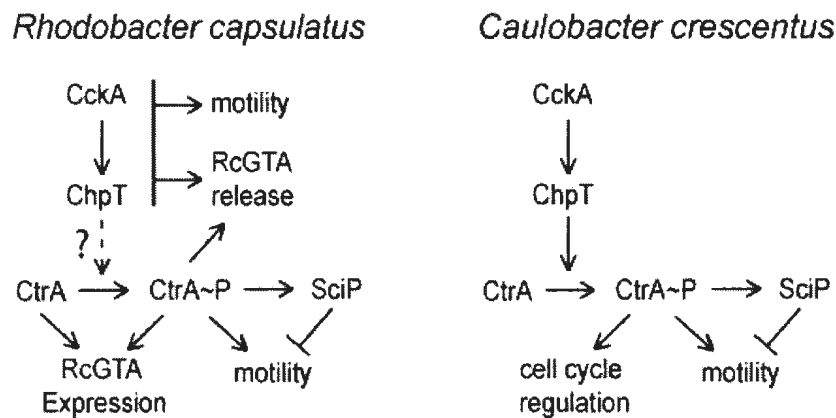 Rhodobacter capsulatus
CckA
motility
RcGTA
release
ChpT
?
CtrA
CtrA~P
SciP
RcGTA
Expression
motility
Caulobacter crescentus
CckA
ChpT
CtrA
CtrA~P
SciP
cell cycle
regulation
motility